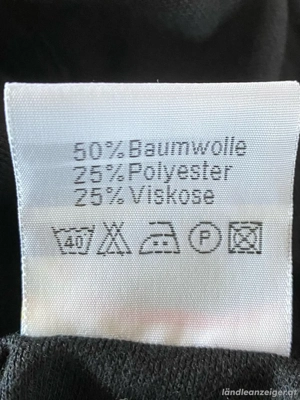 50% Baumwolle
25% Polyester
25% Viskose
40 P
ländleanzeiger.at